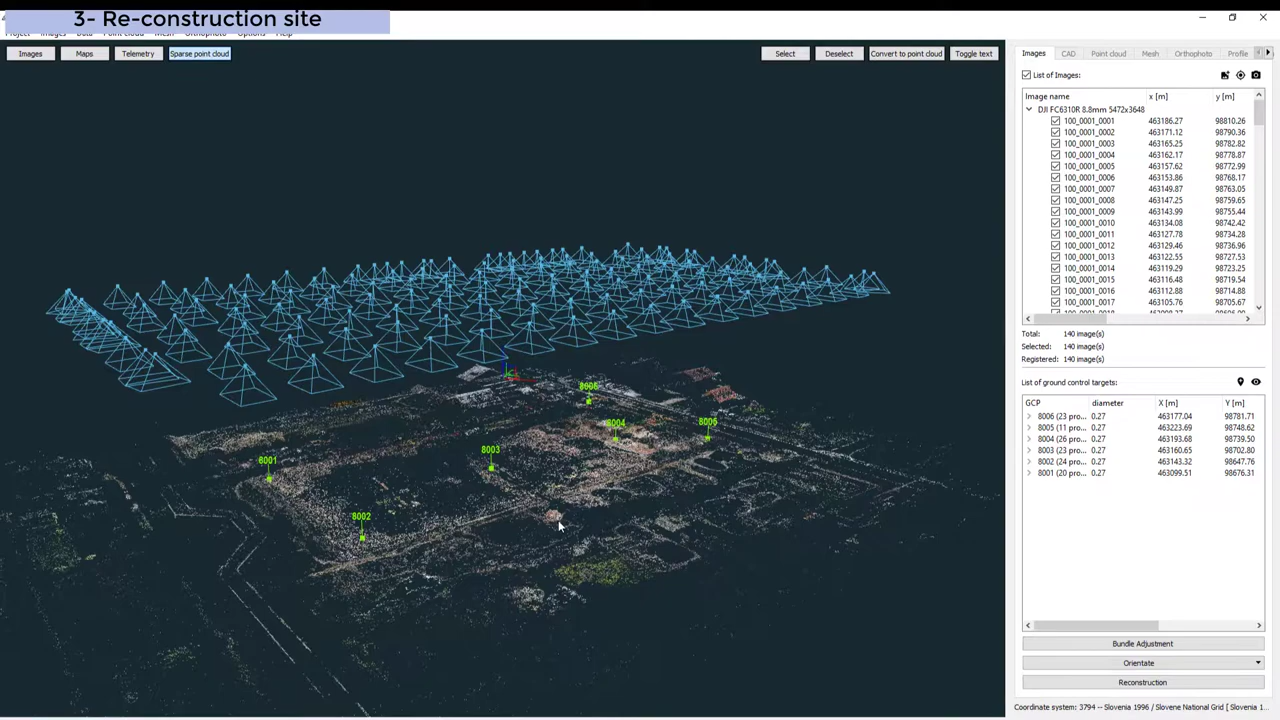 3- Re-construction site
Images Maps Telemetry Sparse point cloud
Select Deselect Convert to point cloud Toggle text
Images CAD Point cloud Mesh Orthophoto Profile
List of Images:
Image name x [m] y [m]
DJI FC6310R 8.8mm 5472x3648
100_0001_0001 463186.27 98810.26
100_0001_0002 463171.12 98790.36
100_0001_0003 463165.25 98782.82
100_0001_0004 463162.17 98778.87
100_0001_0005 463157.62 98772.99
100_0001_0006 463153.86 98768.17
100_0001_0007 463149.87 98763.05
100_0001_0008 463147.25 98759.65
100_0001_0009 463143.99 98755.44
100_0001_0010 463134.08 98742.42
100_0001_0011 463127.78 98734.28
100_0001_0012 463129.46 98736.96
100_0001_0013 463122.55 98727.53
100_0001_0014 463119.29 98723.25
100_0001_0015 463116.48 98719.54
100_0001_0016 463112.88 98714.88
100_0001_0017 463105.76 98705.67
Total: 140 image(s)
Selected: 140 image(s)
Registered: 140 image(s)
List of ground control targets:
GCP diameter X [m] Y [m]
8006 (23 pro... 0.27 463177.04 98781.71
8005 (11 pro... 0.27 463223.69 98748.62
8004 (26 pro... 0.27 463193.68 98739.50
8003 (23 pro... 0.27 463160.65 98702.80
8002 (24 pro... 0.27 463143.32 98647.76
8001 (20 pro... 0.27 463099.51 98676.31
8006
8004
8005
8003
8001
8002
Bundle Adjustment
Orientate
Reconstruction
Coordinate system: 3794 -- Slovenia 1996 / Slovene National Grid [ Slovenia 1...